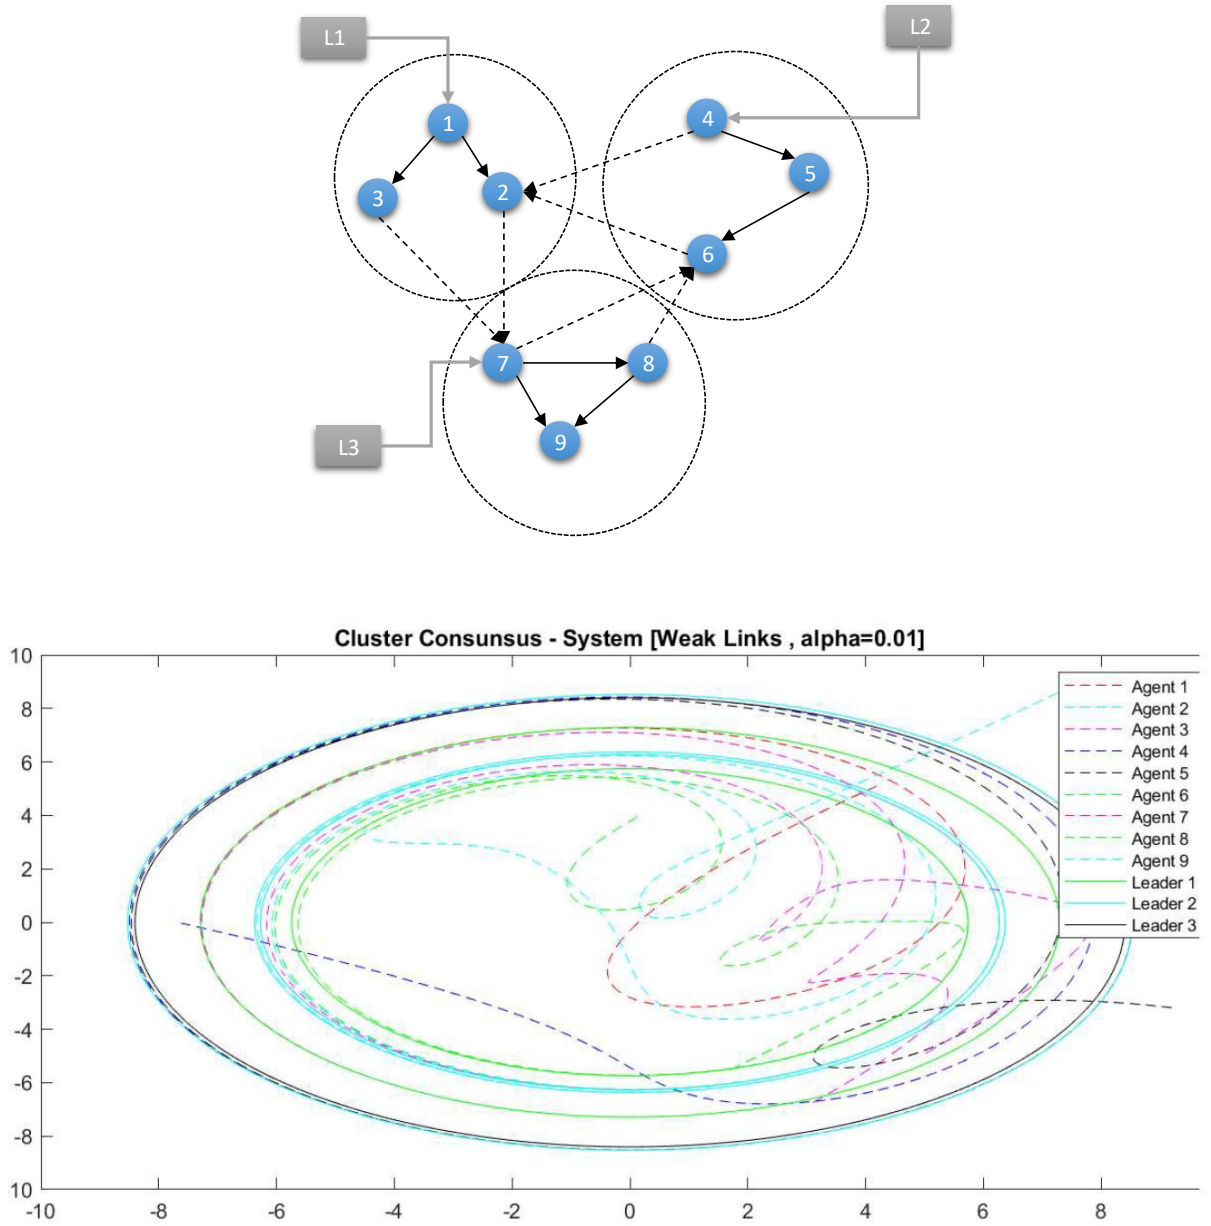 L1
L2
1
4
5
3
2
6
7
8
L3
9
Cluster Consunsus - System [Weak Links , alpha=0.01]
10
8
6
4
2
0
-2
-4
-6
-8
10
-10
-8
-6
-4
-2
0
2
4
6
8
Agent 1
Agent 2
Agent 3
Agent 4
Agent 5
Agent 6
Agent 7
Agent 8
Agent 9
Leader 1
Leader 2
Leader 3